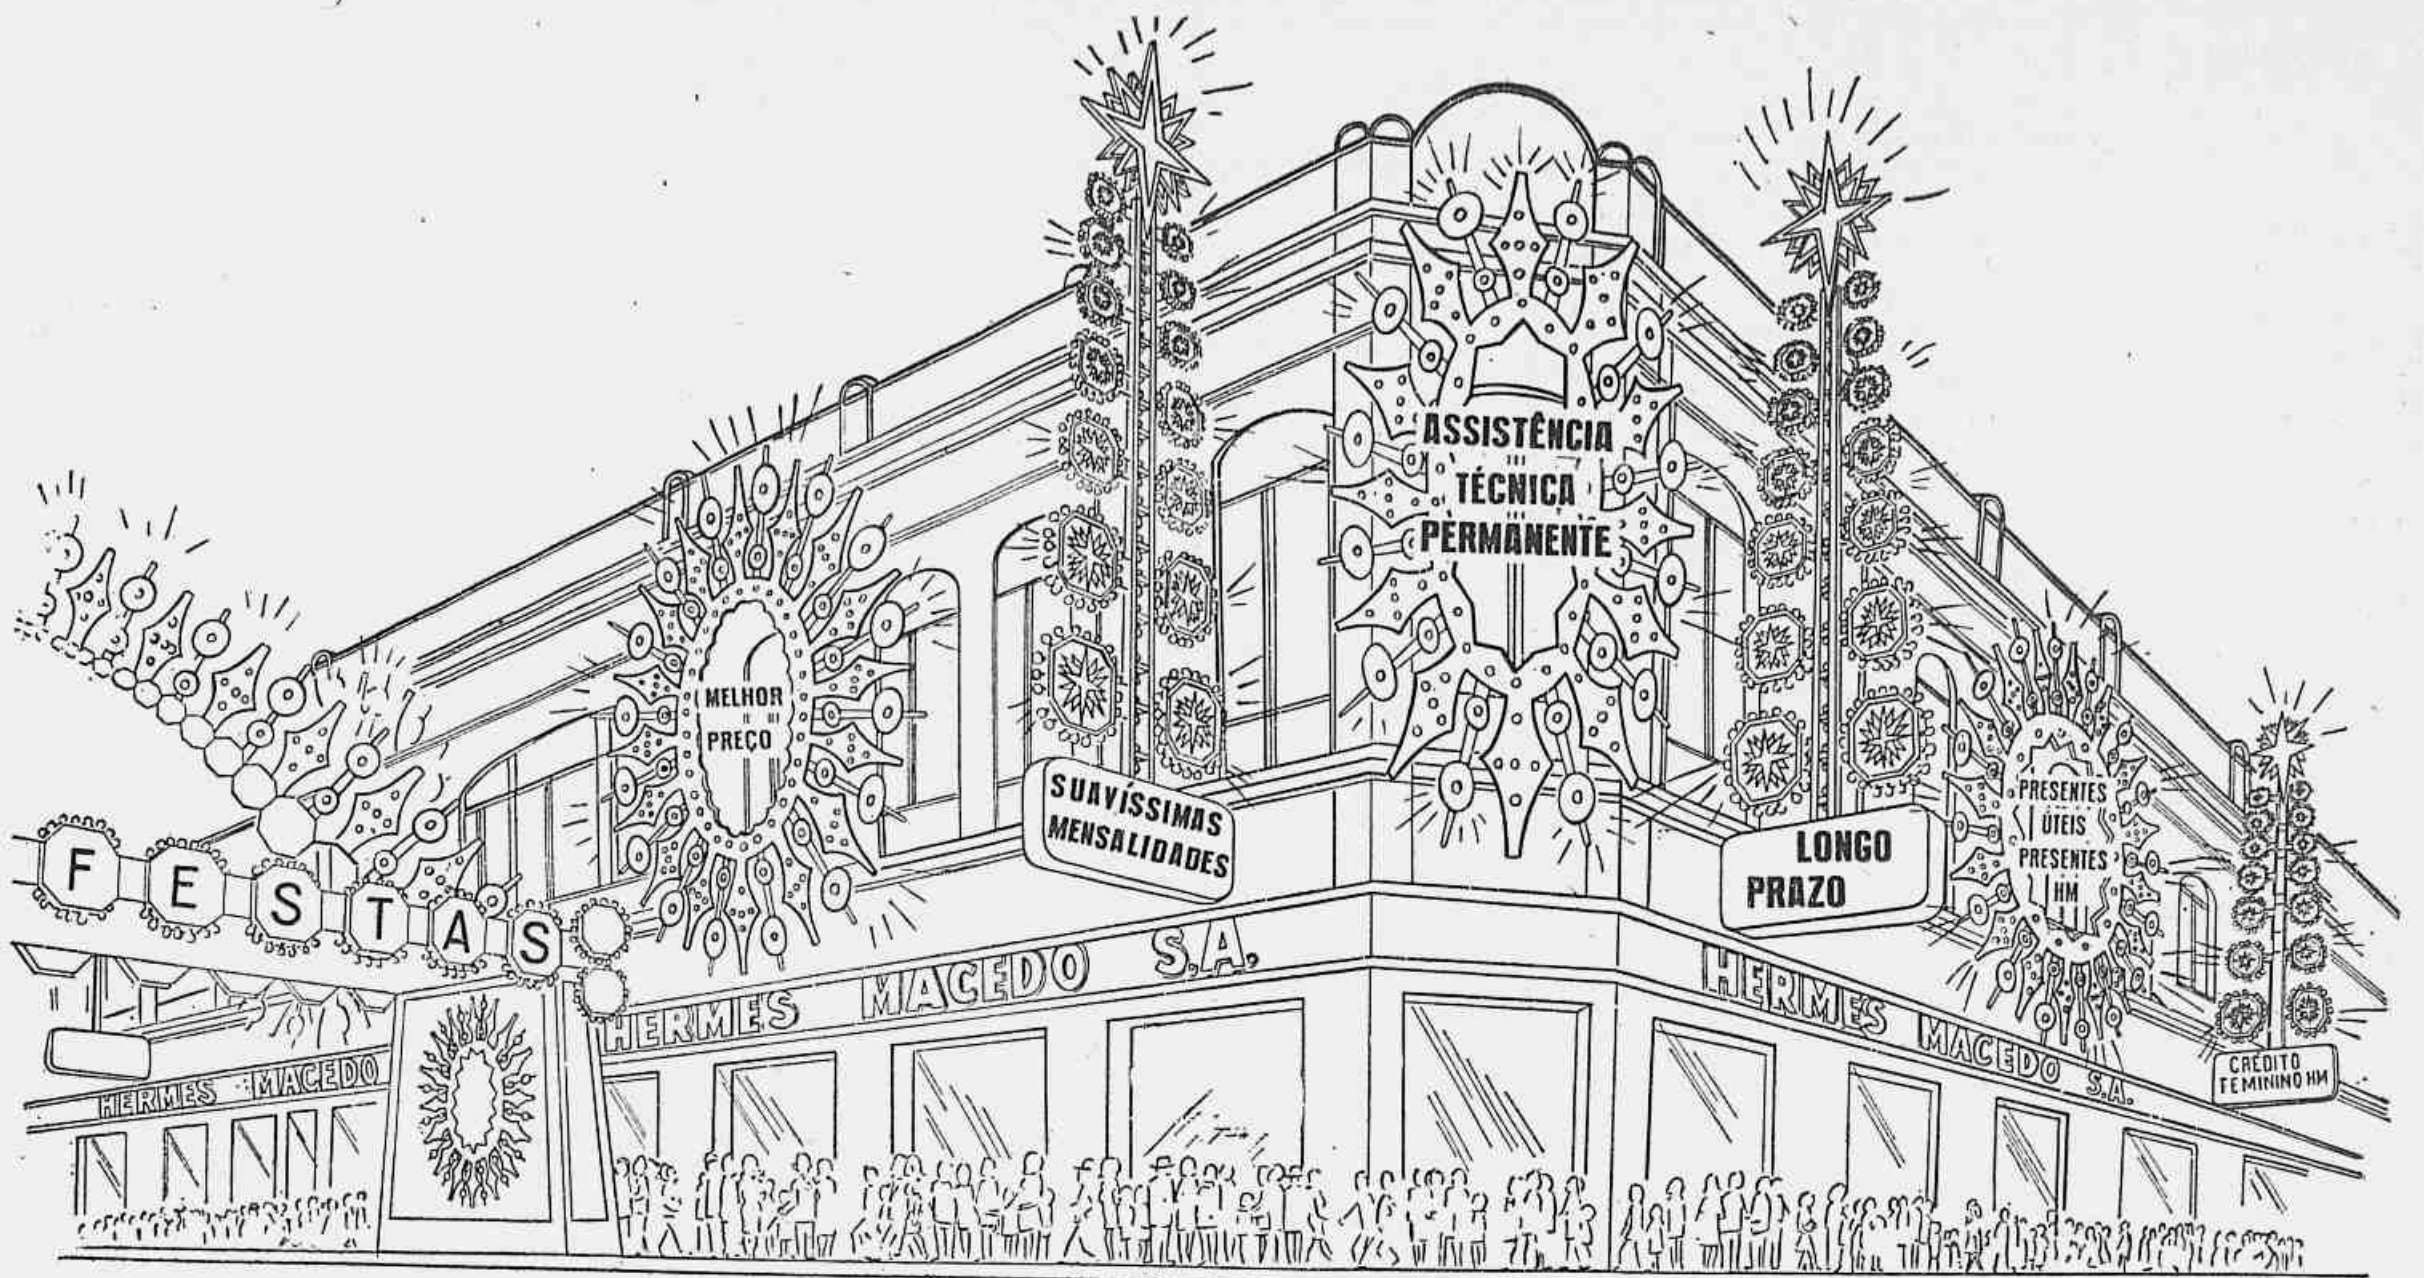 FESTAS
MELHOR
PREÇO
SUAVÍSSIMAS
MENSALIDADES
ASSISTÊNCIA
TÉCNICA
PERMANENTE
LONGO
PRAZO
PRESENTES
ÚTEIS
PRESENTES
HM
CRÉDITO
FEMININO HM
HERMES MACEDO
HERMES MACEDO S.A.
HERMES MACEDO S.A.